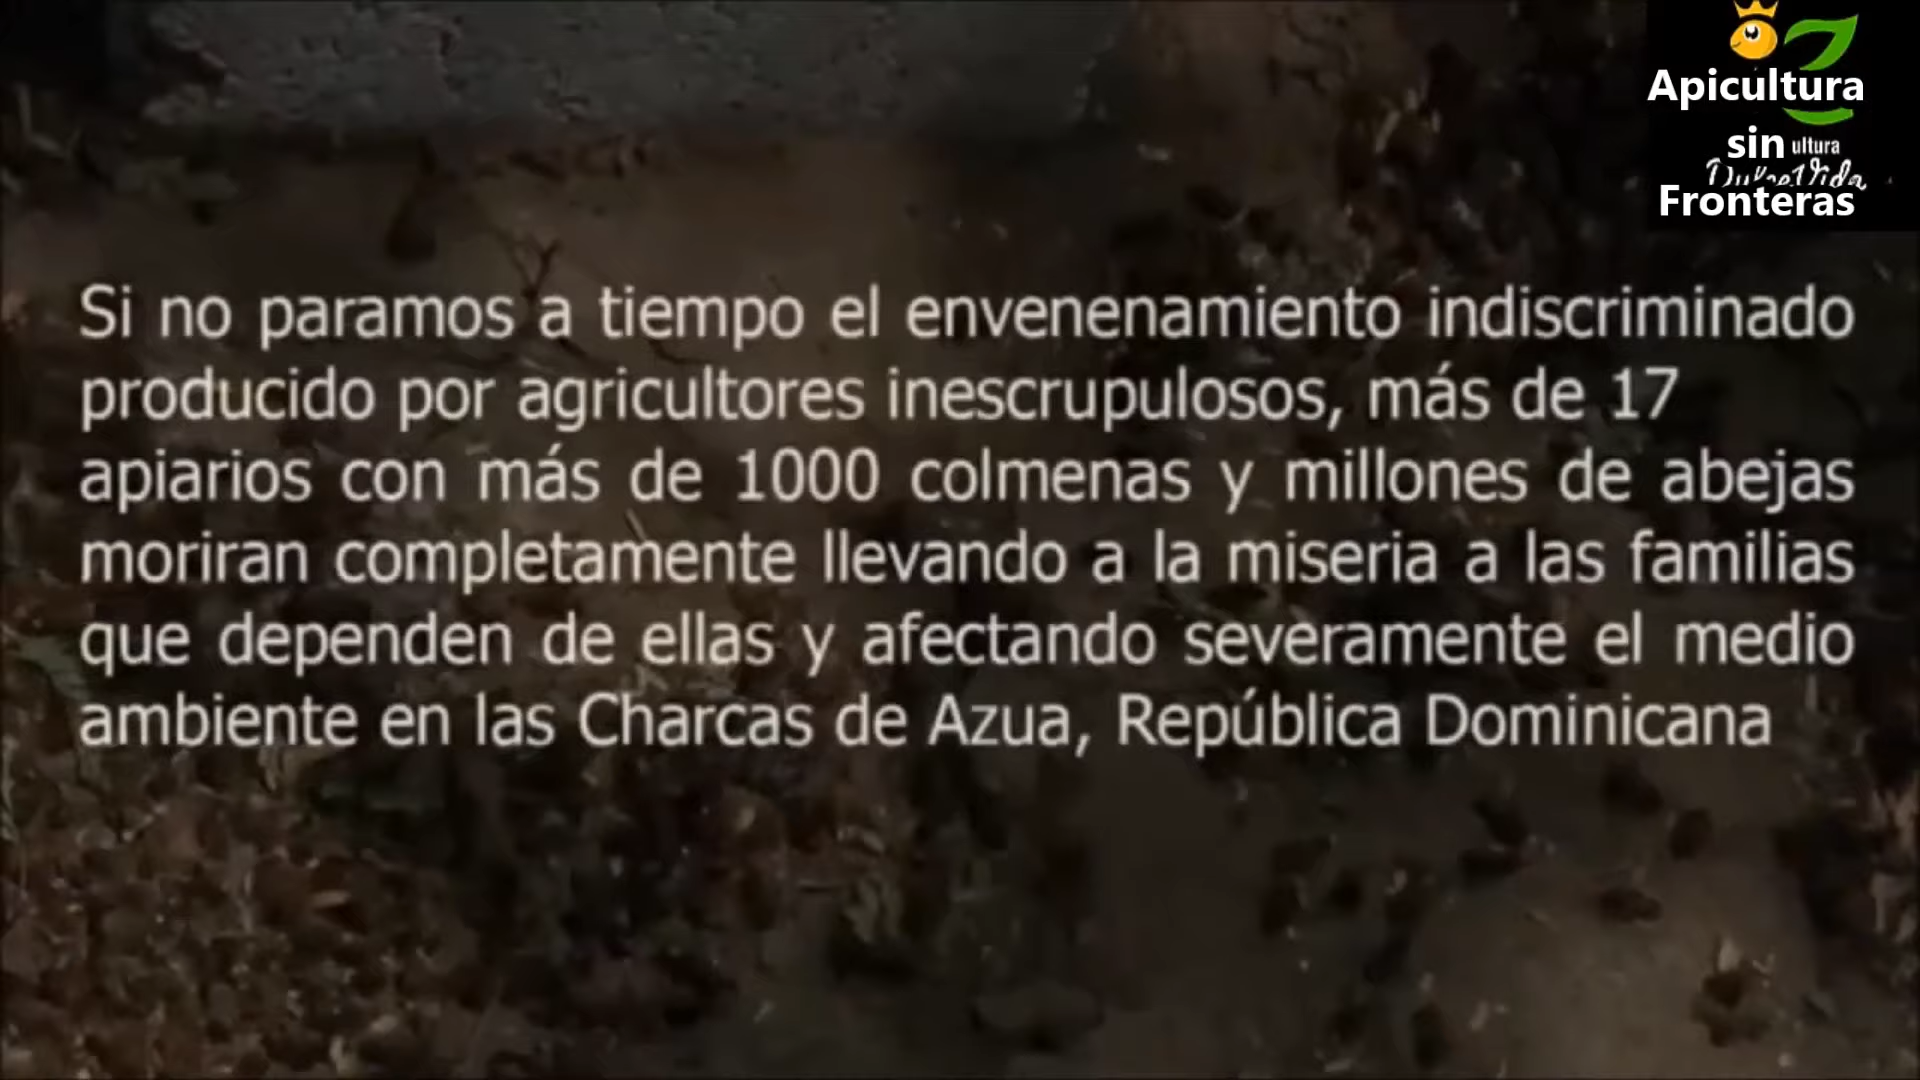 Apicultura
sin ultura
Dulce Vida
Fronteras
Si no paramos a tiempo el envenenamiento indiscriminado
producido por agricultores inescrupulosos, más de 17
apiarios con más de 1000 colmenas y millones de abejas
moriran completamente llevando a la miseria a las familias
que dependen de ellas y afectando severamente el medio
ambiente en las Charcas de Azua, República Dominicana